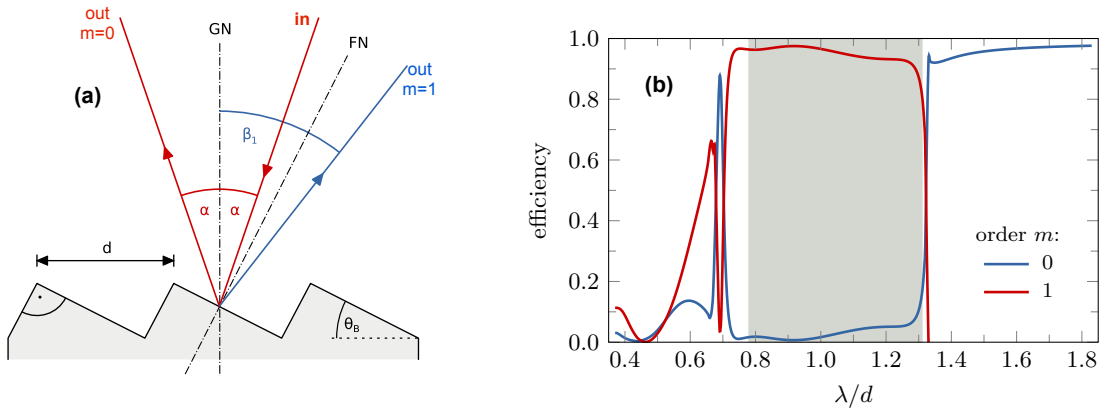 out
m=0
GN
in
FN
out
m=1
(a)
β₁
α α
d
θ_B
(b)
efficiency
1.0
0.8
0.6
0.4
0.2
0.0
order m:
0
1
0.4 0.6 0.8 1.0 1.2 1.4 1.6 1.8
λ/d